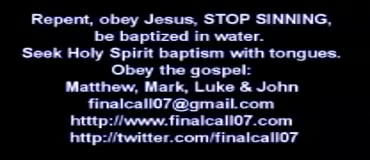 Repent, obey Jesus, STOP SINNING,
be baptized in water.
Seek Holy Spirit baptism with tongues.
Obey the gospel:
Matthew, Mark, Luke & John
finalcall07@gmail.com
htttp://www.finalcall07.com
http://twitter.com/finalcall07